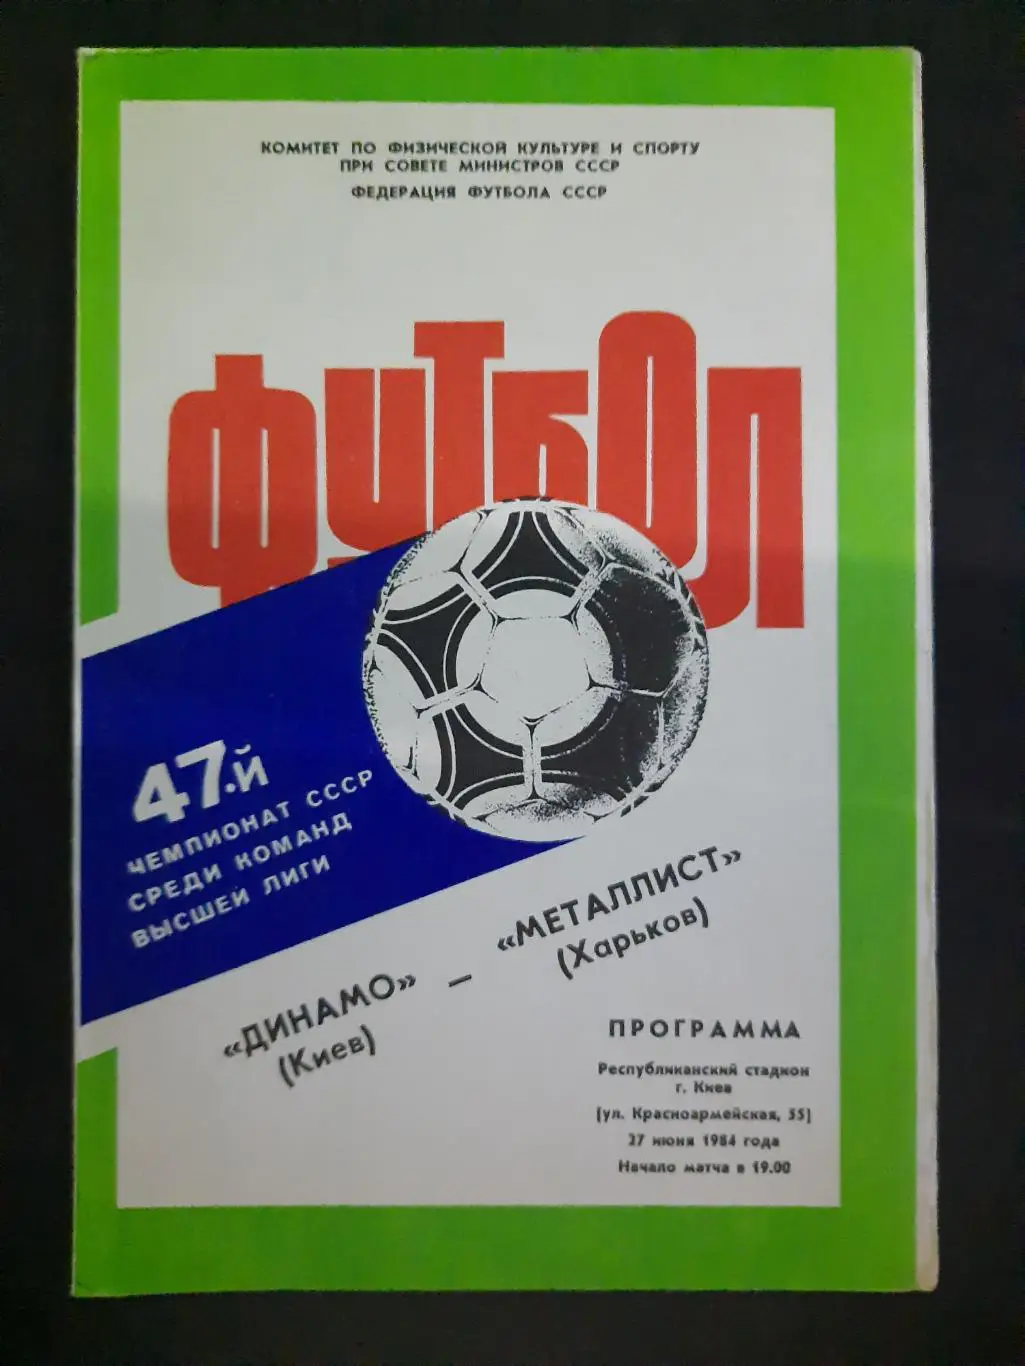 КОМИТЕТ ПО ФИЗИЧЕСКОЙ КУЛЬТУРЕ И СПОРТУ
ПРИ СОВЕТЕ МИНИСТРОВ СССР
ФЕДЕРАЦИЯ ФУТБОЛА СССР
ФУТБОЛ
47-й
ЧЕМПИОНАТ СССР
СРЕДИ КОМАНД
ВЫСШЕЙ ЛИГИ
«ДИНАМО» – «МЕТАЛЛИСТ»
(Киев) (Харьков)
ПРОГРАММА
Республиканский стадион
г. Киев
(ул. Красноармейская, 55)
27 июня 1984 года
Начало матча в 19.00